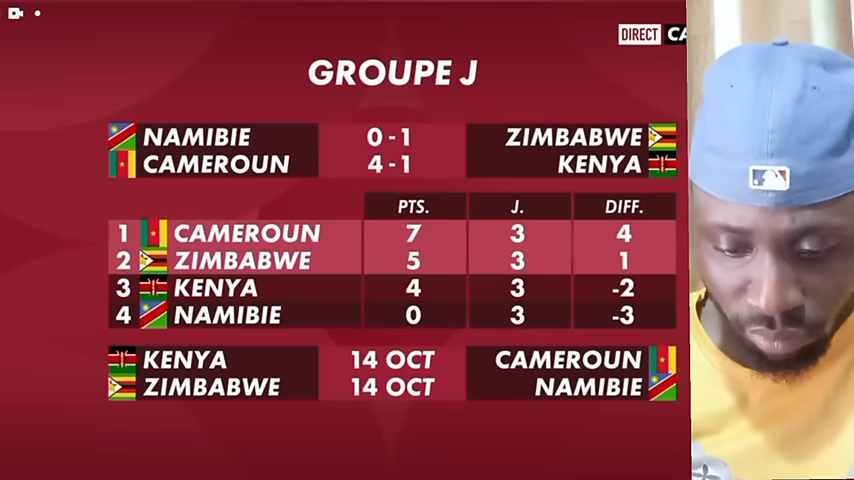 DIRECT CA
GROUPE J
NAMIBIE 0 - 1 ZIMBABWE
CAMEROUN 4 - 1 KENYA
PTS. J. DIFF.
1 CAMEROUN 7 3 4
2 ZIMBABWE 5 3 1
3 KENYA 4 3 -2
4 NAMIBIE 0 3 -3
KENYA 14 OCT CAMEROUN
ZIMBABWE 14 OCT NAMIBIE